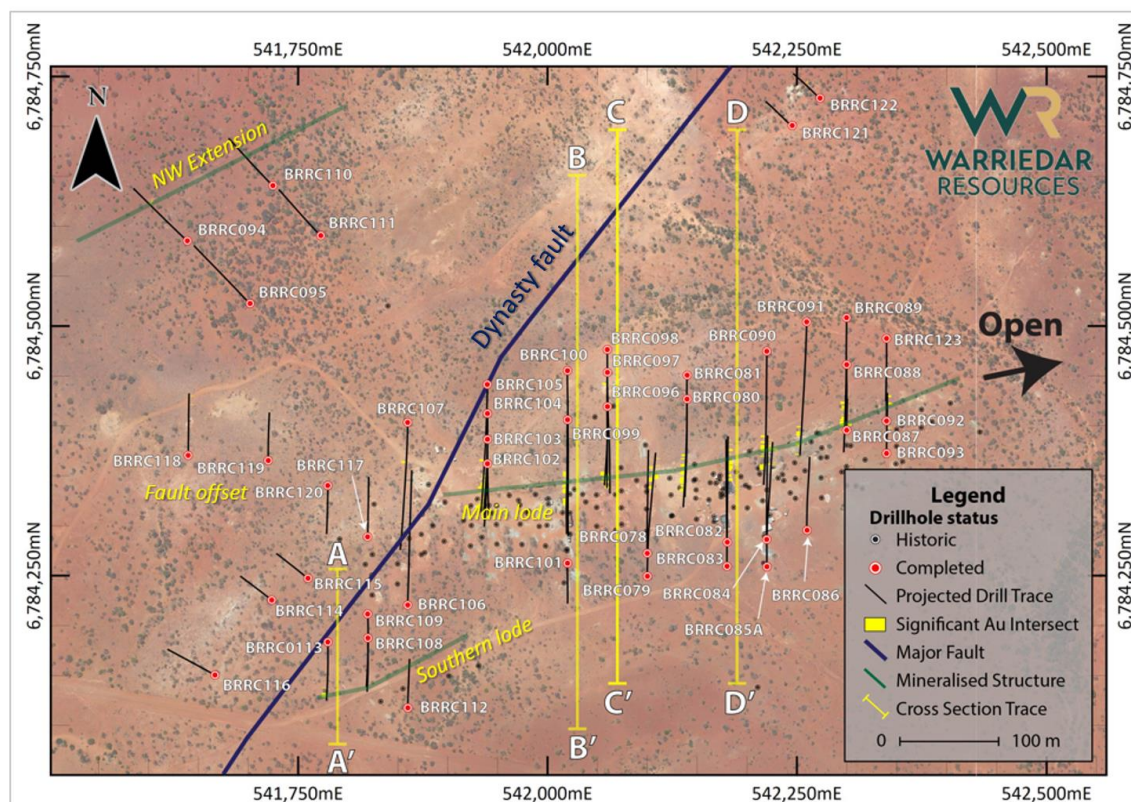 541,750mE
542,000mE
542,250mE
542,500mE
6,784,750mN
6,784,750mN
N
NW Extension
BRRC110
BRRC111
BRRC094
BRRC095
C
D
B
BRRC122
BRRC121
WR
WARRIEDAR
RESOURCES
Dynasty fault
6,784,500mN
6,784,500mN
BRRC091
BRRC089
Open
BRRC098
BRRC090
BRRC123
BRRC100
BRRC097
BRRC105
BRRC096
BRRC081
BRRC088
BRRC104
BRRC080
BRRC107
BRRC099
BRRC092
BRRC103
BRRC087
BRRC118
BRRC119
BRRC117
BRRC102
BRRC093
Fault offset
BRRC120
Main lode
BRRC078
BRRC082
A
BRRC101
BRRC083
6,784,250mN
6,784,250mN
BRRC115
BRRC079
BRRC084
BRRC086
BRRC114
BRRC106
BRRC109
BRRC085A
BRRC0113
BRRC108
Southern lode
BRRC116
BRRC112
C'
D'
B'
A'
Legend
Drillhole status
Historic
Completed
Projected Drill Trace
Significant Au Intersect
Major Fault
Mineralised Structure
Cross Section Trace
0 100 m
541,750mE
542,000mE
542,250mE
542,500mE